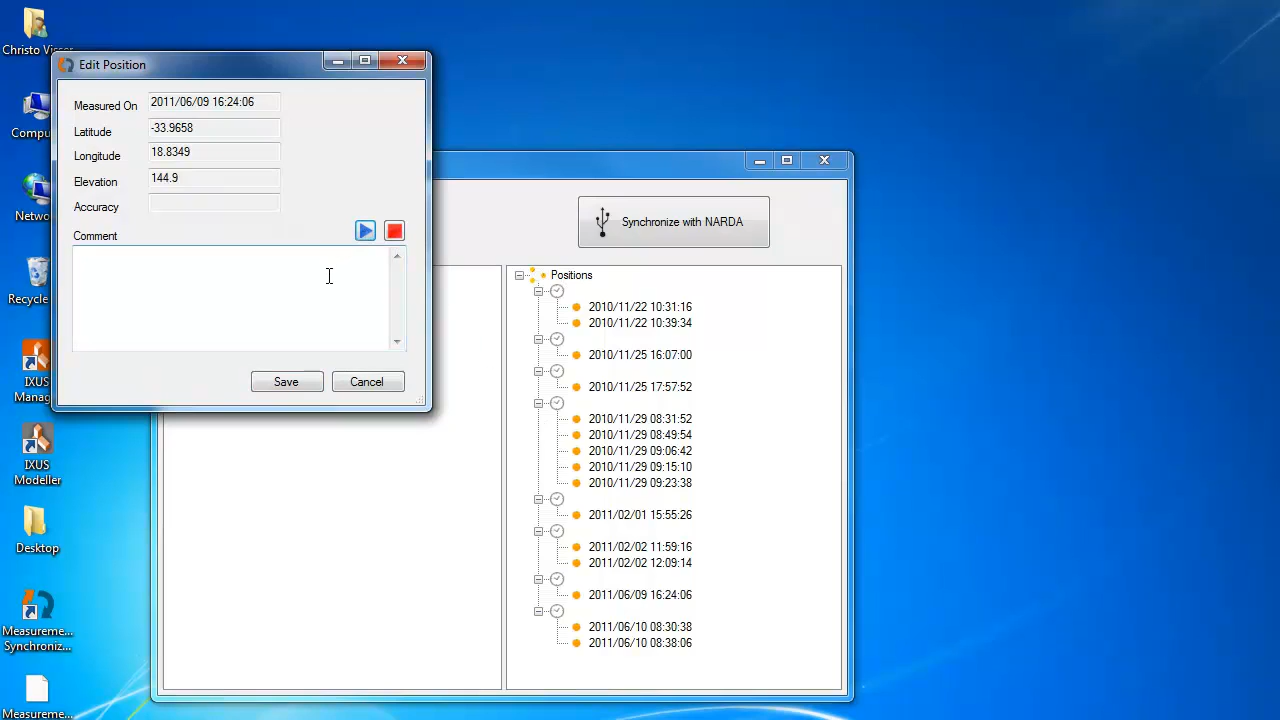 Christo Visser
Edit Position
Measured On 2011/06/09 16:24:06
Latitude -33.9658
Longitude 18.8349
Elevation 144.9
Accuracy
Comment
Save Cancel
Synchronize with NARDA
Positions
2010/11/22 10:31:16
2010/11/22 10:39:34
2010/11/25 16:07:00
2010/11/25 17:57:52
2010/11/29 08:31:52
2010/11/29 08:49:54
2010/11/29 09:06:42
2010/11/29 09:15:10
2010/11/29 09:23:38
2011/02/01 15:55:26
2011/02/02 11:59:16
2011/02/02 12:09:14
2011/06/09 16:24:06
2011/06/10 08:30:38
2011/06/10 08:38:06
Compu
Netwo
Recycle
IXUS
Manag
IXUS
Modeller
Desktop
Measureme...
Synchroniz...
Measureme...